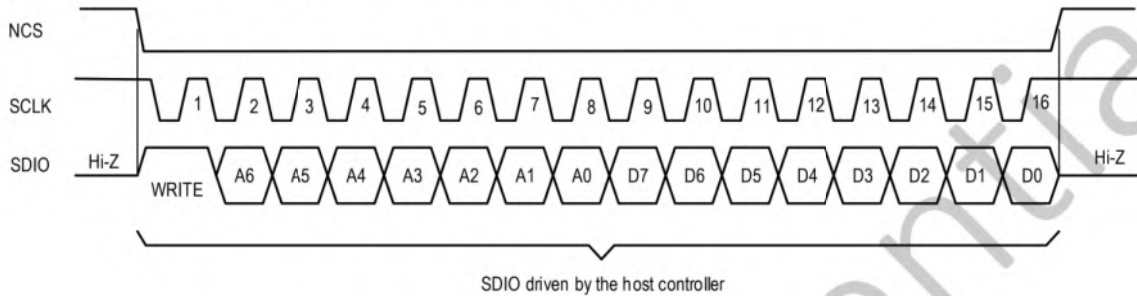 NCS
SCLK 1 2 3 4 5 6 7 8 9 10 11 12 13 14 15 16
SDIO Hi-Z WRITE A6 A5 A4 A3 A2 A1 A0 D7 D6 D5 D4 D3 D2 D1 D0 Hi-Z
SDIO driven by the host controller